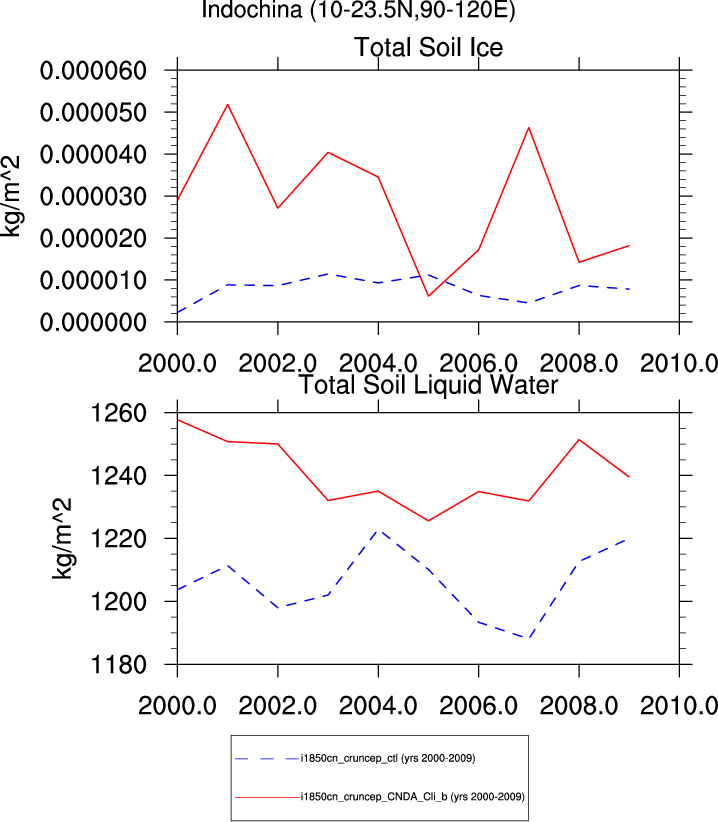 Indochina (10-23.5N,90-120E)
Total Soil Ice
0.000060
0.000050
0.000040
0.000030
0.000020
0.000010
0.000000
kg/m^2
2000.0 2002.0 2004.0 2006.0 2008.0 2010.0
Total Soil Liquid Water
1260
1240
1220
1200
1180
kg/m^2
2000.0 2002.0 2004.0 2006.0 2008.0 2010.0
i1850cn_cruncep_ctl (yrs 2000-2009)
i1850cn_cruncep_CNDA_Cli_b (yrs 2000-2009)